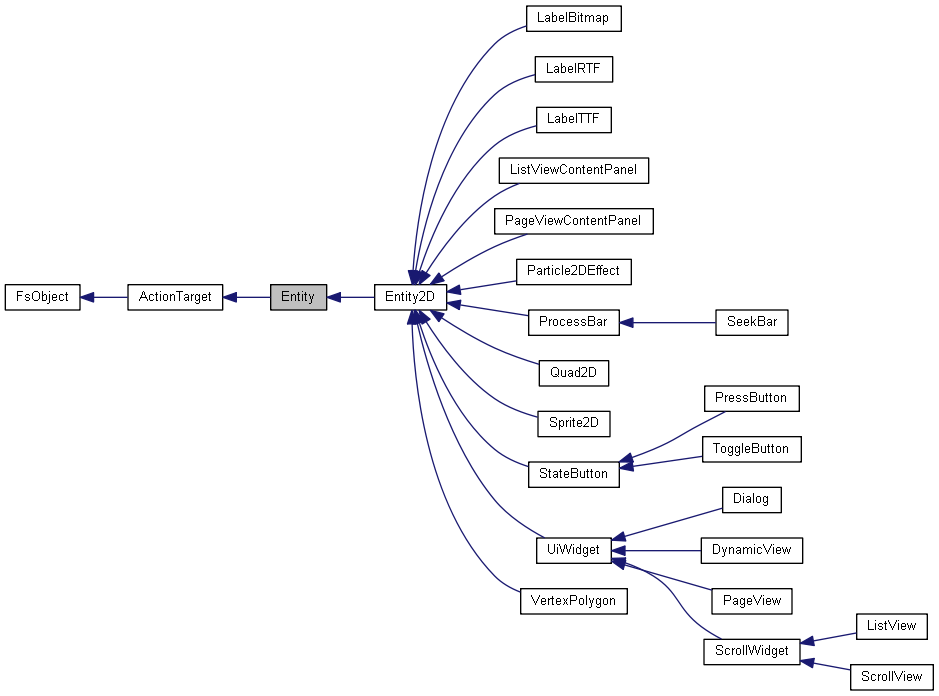 LabelBitmap
LabelRTF
LabelTTF
ListViewContentPanel
PageViewContentPanel
Particle2DEffect
FsObject
ActionTarget
Entity
Entity2D
ProcessBar
SeekBar
Quad2D
PressButton
Sprite2D
ToggleButton
StateButton
Dialog
UiWidget
DynamicView
VertexPolygon
PageView
ListView
ScrollWidget
ScrollView